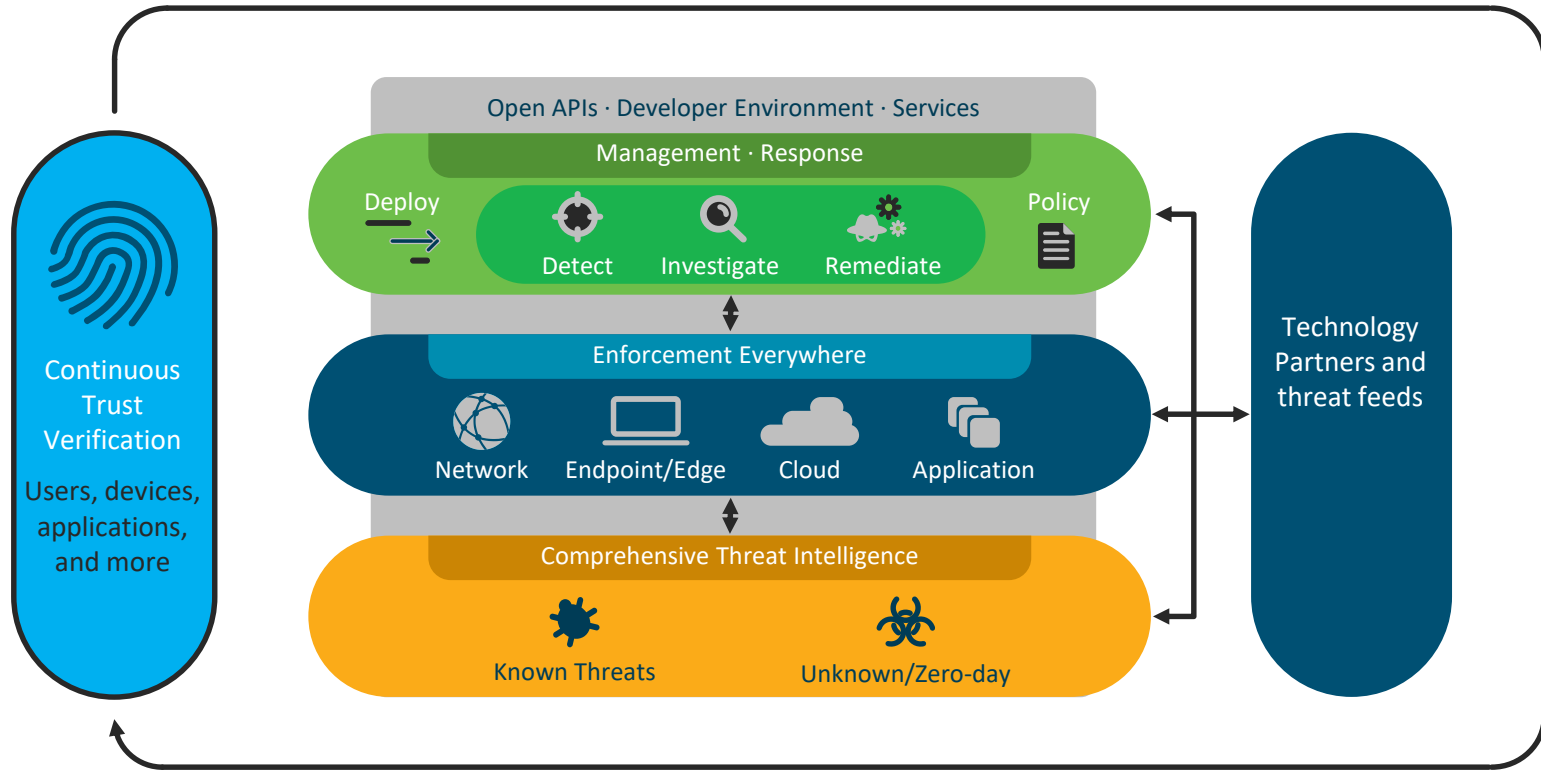 Open APIs · Developer Environment · Services
Management · Response
Deploy
Policy
Detect
Investigate
Remediate
Continuous
Trust
Verification
Users, devices,
applications,
and more
Enforcement Everywhere
Network
Endpoint/Edge
Cloud
Application
Technology
Partners and
threat feeds
Comprehensive Threat Intelligence
Known Threats
Unknown/Zero-day